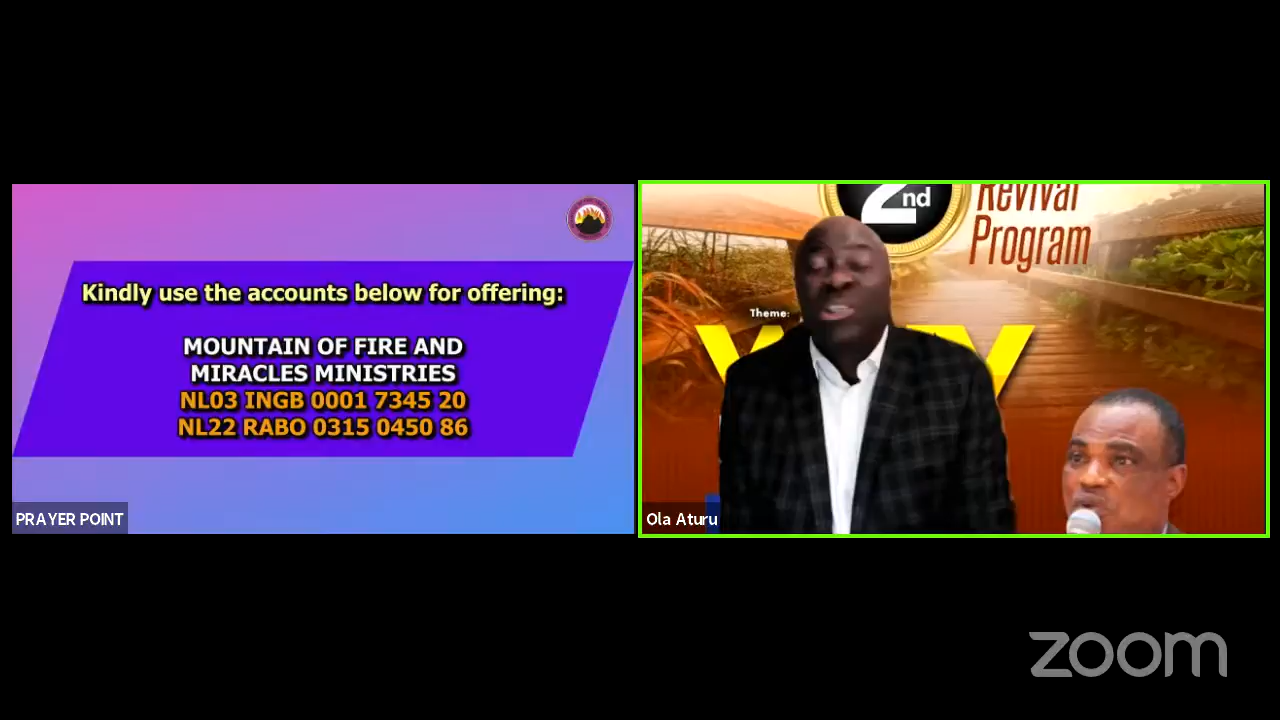 Kindly use the accounts below for offering:
MOUNTAIN OF FIRE AND
MIRACLES MINISTRIES
NL03 INGB 0001 7345 20
NL22 RABO 0315 0450 86
PRAYER POINT
2nd
Revival
Program
Theme:
Ola Aturu
zoom